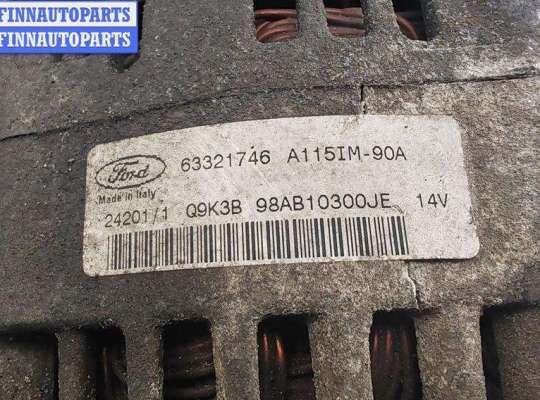 FINNAUTOPARTS
FINNAUTOPARTS
Ford 63321746 A115IM-90A
Made in Italy
24201/1 Q9K3B 98AB10300JE 14V